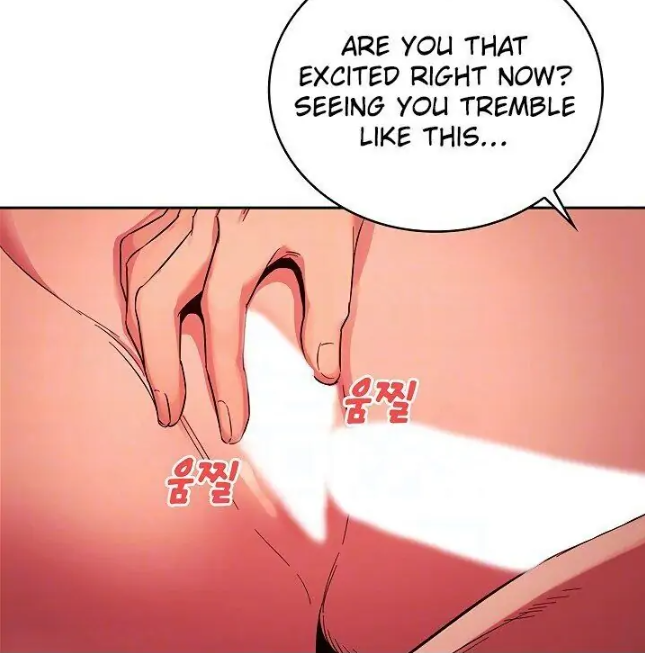 ARE YOU THAT
EXCITED RIGHT NOW?
SEEING YOU TREMBLE
LIKE THIS...
움찔
움찔